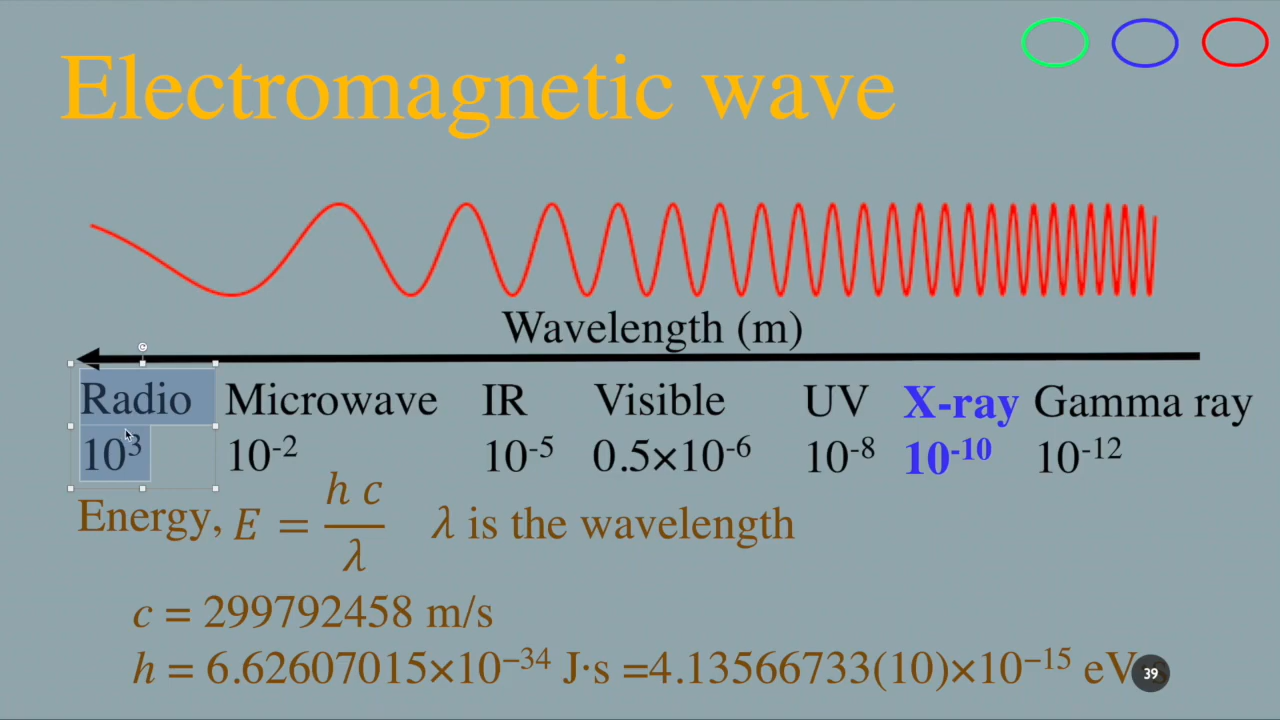 Electromagnetic wave
Wavelength (m)
Radio Microwave IR Visible UV X-ray Gamma ray
10³ 10⁻² 10⁻⁵ 0.5×10⁻⁶ 10⁻⁸ 10⁻¹⁰ 10⁻¹²
Energy, E = h c / λ λ is the wavelength
c = 299792458 m/s
h = 6.62607015×10⁻³⁴ J·s =4.13566733(10)×10⁻¹⁵ eV·s
39